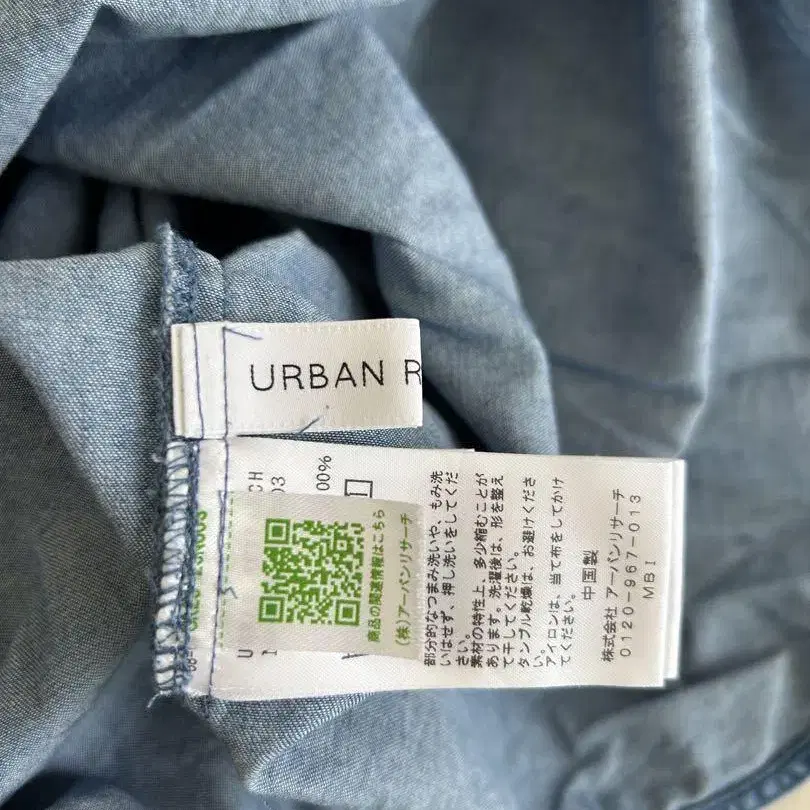 URBAN R
CH
03
00%
商品の関連情報はこちら
(株)アーバンリサーチ
部分的なつまみ洗いや、もみ洗
いはせず、押し洗いをしてくだ
さい。
素材の特性上、多少縮むことが
あります。洗濯後は、形を整え
て干してください。
タンブル乾燥は、お避けくださ
い。
アイロンは、当て布をしてかけ
てください。
中国製
株式会社 アーバンリサーチ
0120-967-013
MBI